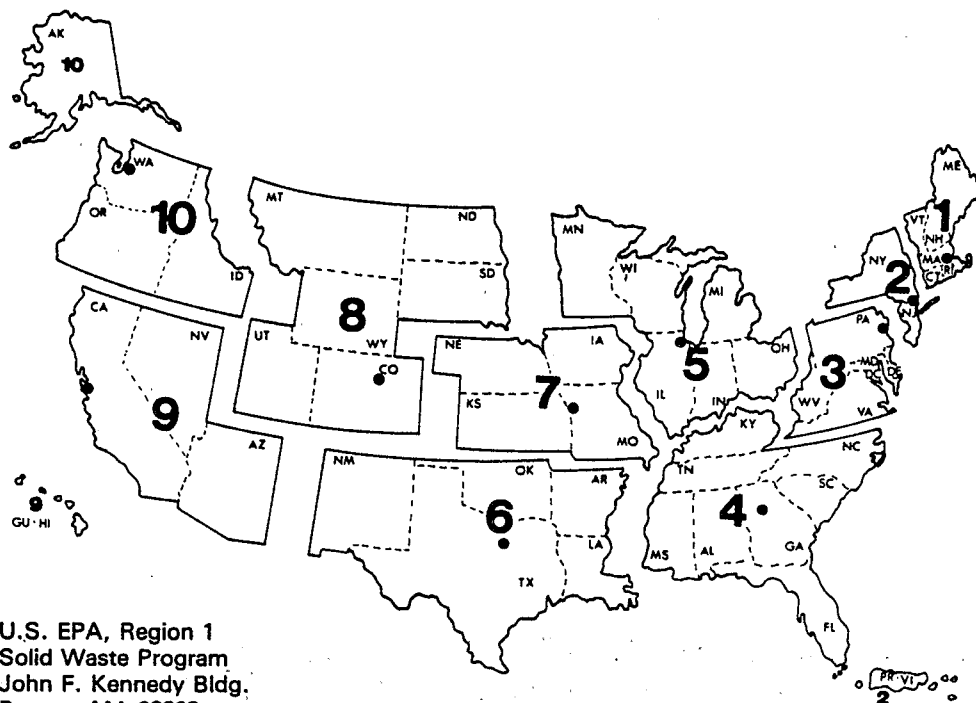 AK
10
WA
OR
10
ID
MT
ND
SD
8
WY
UT
CO
CA
NV
9
AZ
9
GU·HI
NE
IA
KS
7
MO
NM
OK
AR
6
LA
TX
MN
WI
MI
5
OH
IL
IN
KY
TN
NC
SC
4
MS
AL
GA
FL
ME
VT
1
NH
MA
RI
CT
NY
2
NJ
PA
MD
DC
DE
3
WV
VA
PR·VI
2
U.S. EPA, Region 1
Solid Waste Program
John F. Kennedy Bldg.